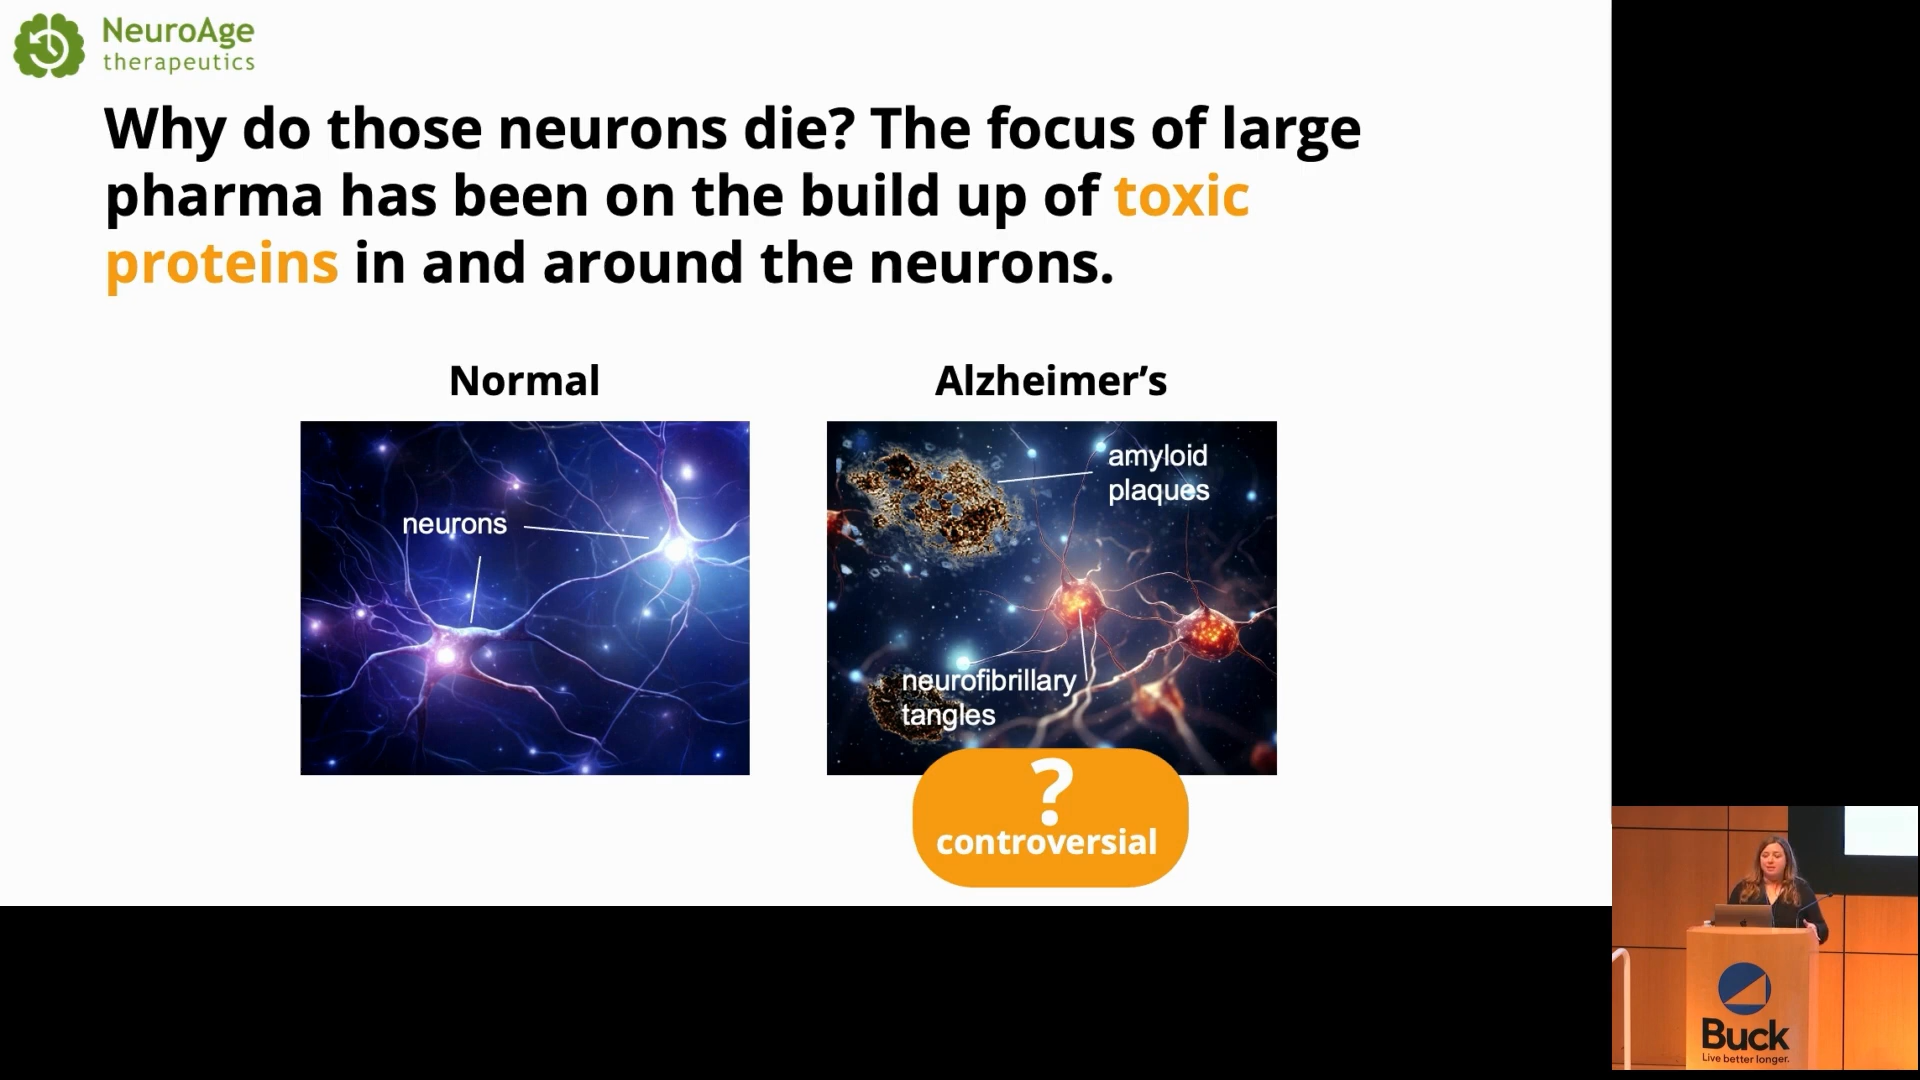 NeuroAge
therapeutics
Why do those neurons die? The focus of large
pharma has been on the build up of toxic
proteins in and around the neurons.
Normal
Alzheimer’s
neurons
amyloid
plaques
neurofibrillary
tangles
?
controversial
Buck
Live better longer.